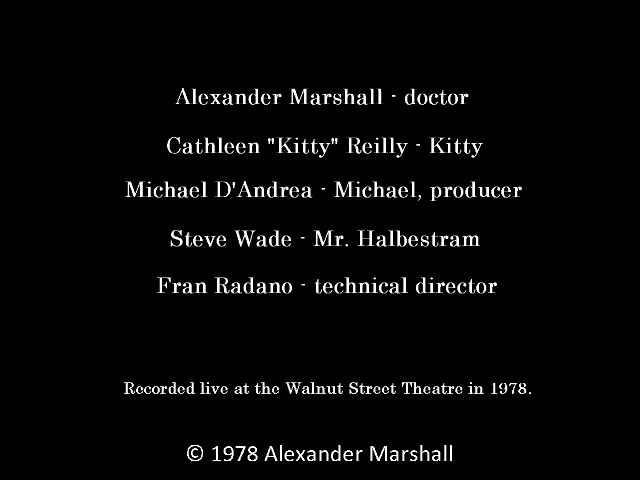 Alexander Marshall - doctor
Cathleen "Kitty" Reilly - Kitty
Michael D'Andrea - Michael, producer
Steve Wade - Mr. Halbestram
Fran Radano - technical director
Recorded live at the Walnut Street Theatre in 1978.
© 1978 Alexander Marshall